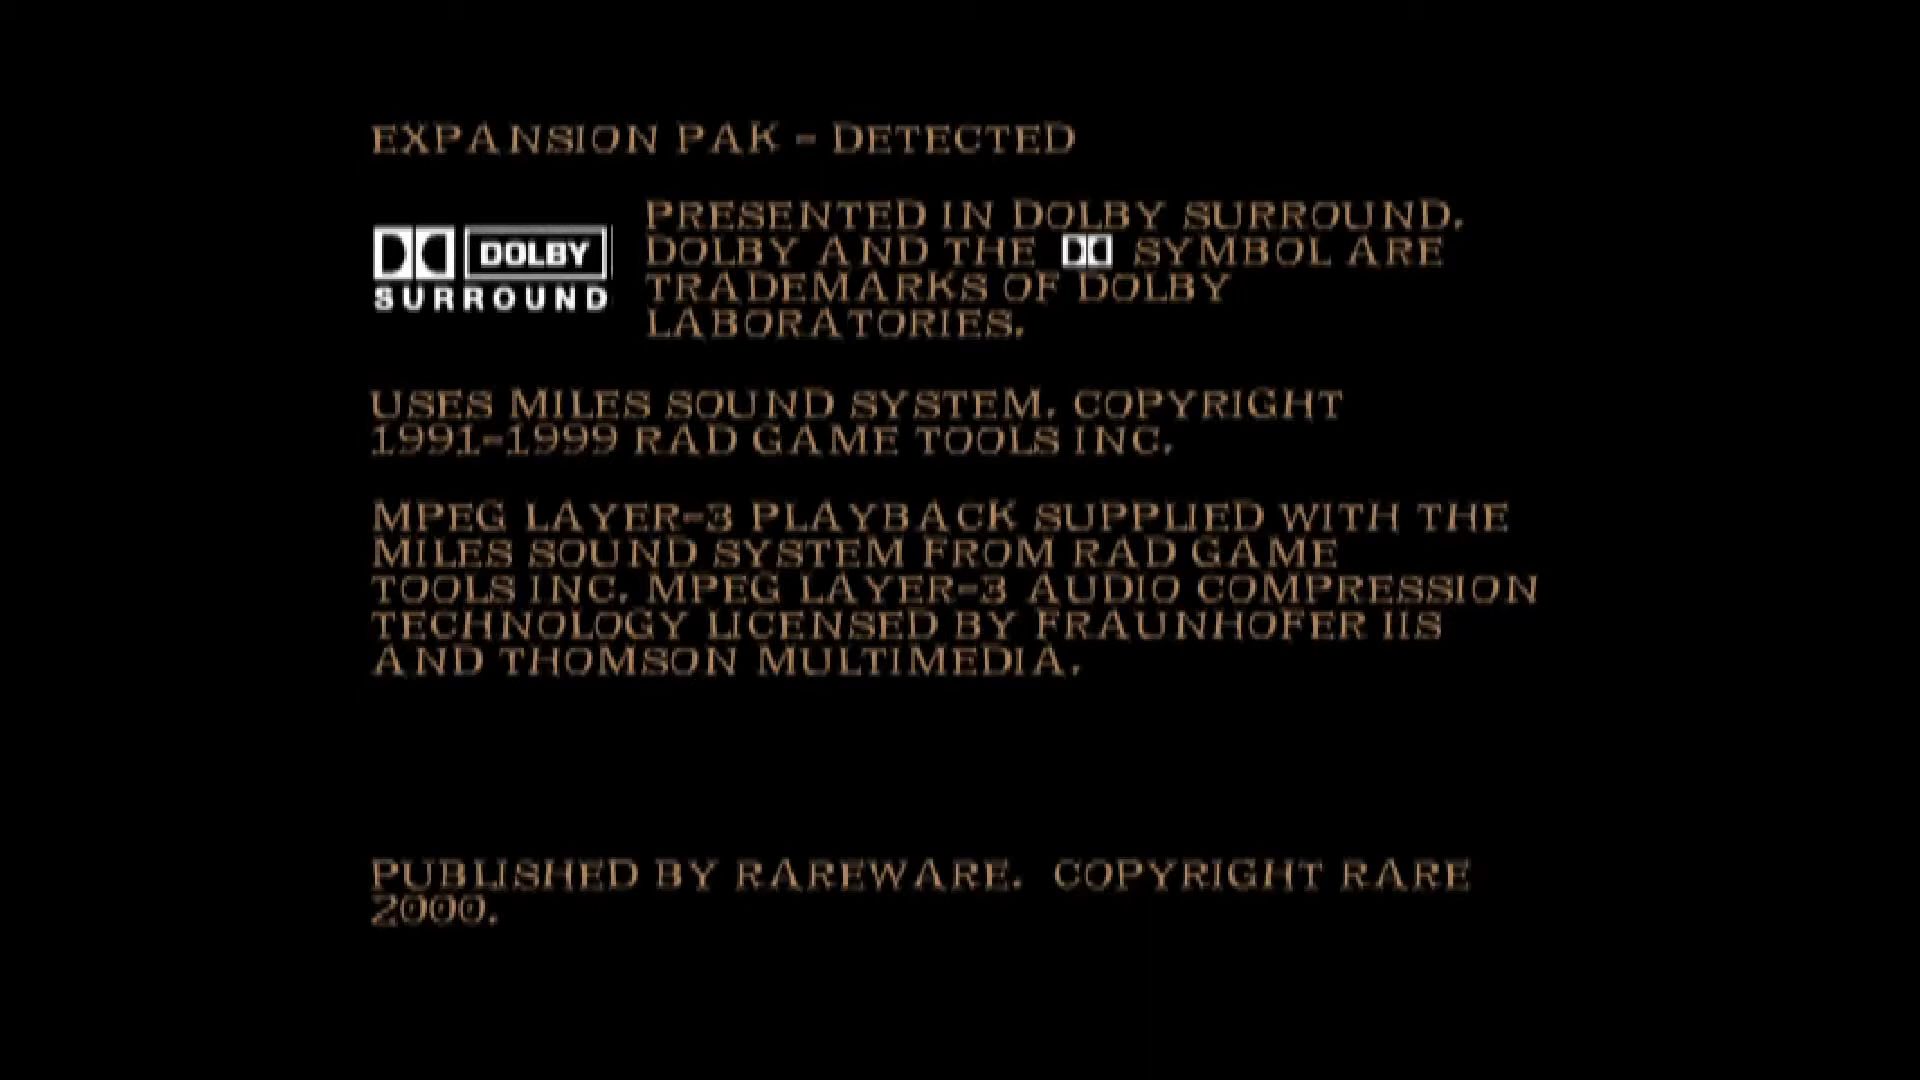 EXPANSION PAK - DETECTED
DOLBY
SURROUND
PRESENTED IN DOLBY SURROUND.
DOLBY AND THE SYMBOL ARE
TRADEMARKS OF DOLBY
LABORATORIES.
USES MILES SOUND SYSTEM. COPYRIGHT
1991-1999 RAD GAME TOOLS INC.
MPEG LAYER-3 PLAYBACK SUPPLIED WITH THE
MILES SOUND SYSTEM FROM RAD GAME
TOOLS INC. MPEG LAYER-3 AUDIO COMPRESSION
TECHNOLOGY LICENSED BY FRAUNHOFER IIS
AND THOMSON MULTIMEDIA.
PUBLISHED BY RAREWARE. COPYRIGHT RARE
2000.